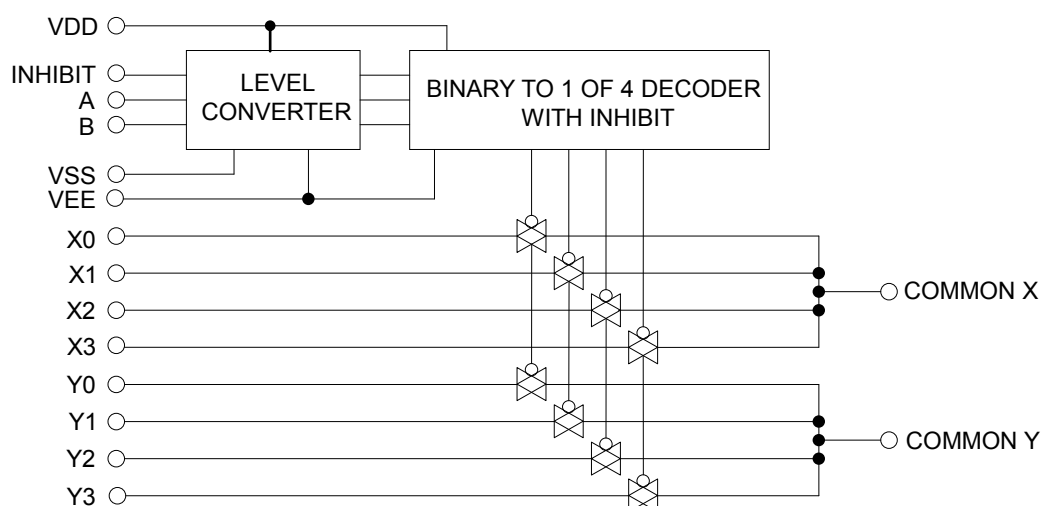 VDD
INHIBIT
A
B
LEVEL
CONVERTER
BINARY TO 1 OF 4 DECODER
WITH INHIBIT
VSS
VEE
X0
X1
X2
X3
COMMON X
Y0
Y1
Y2
Y3
COMMON Y